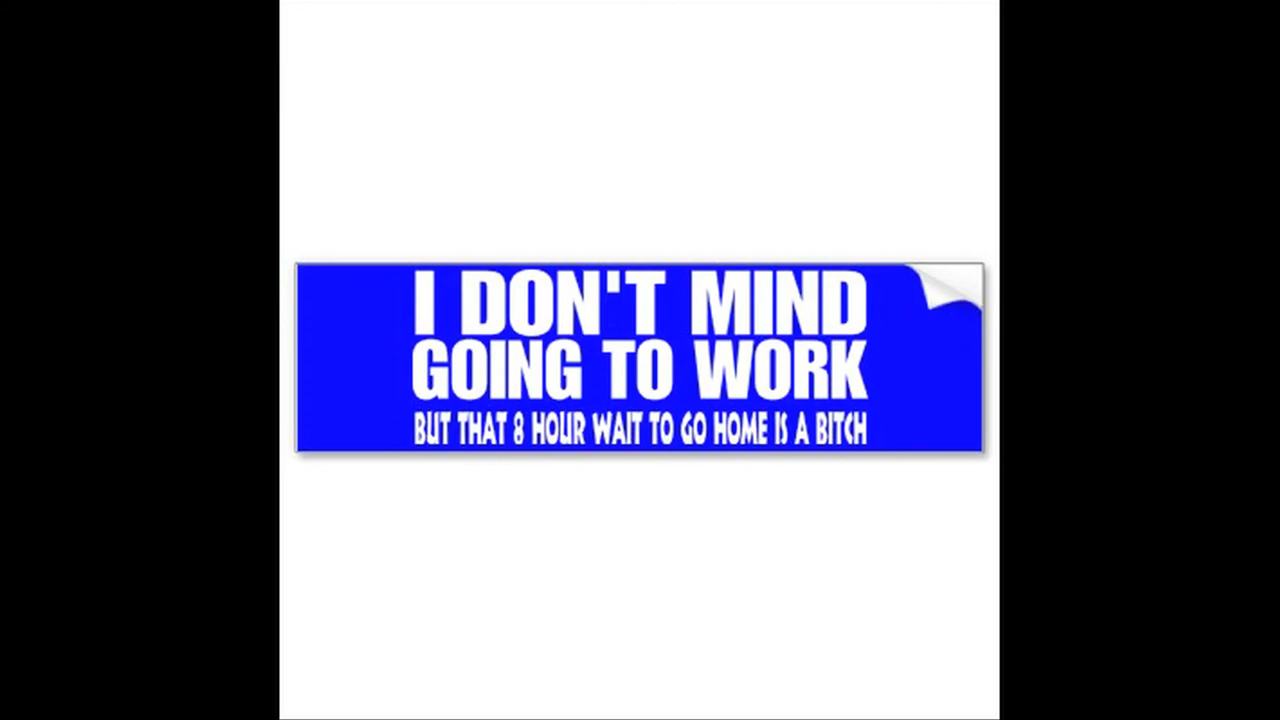 I DON'T MIND
GOING TO WORK
BUT THAT 8 HOUR WAIT TO GO HOME IS A BITCH